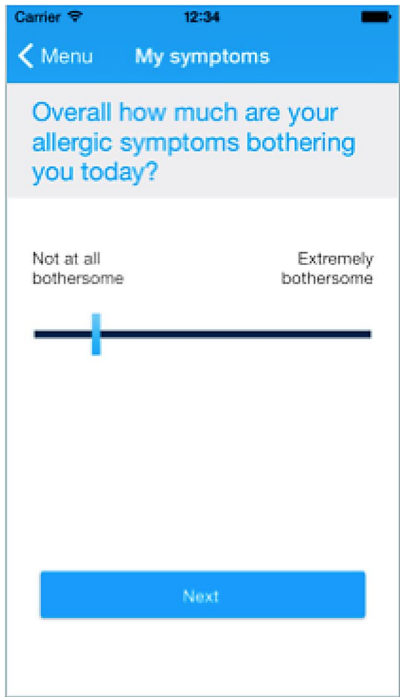 Carrier 12:34
Menu My symptoms
Overall how much are your
allergic symptoms bothering
you today?
Not at all
bothersome
Extremely
bothersome
Next